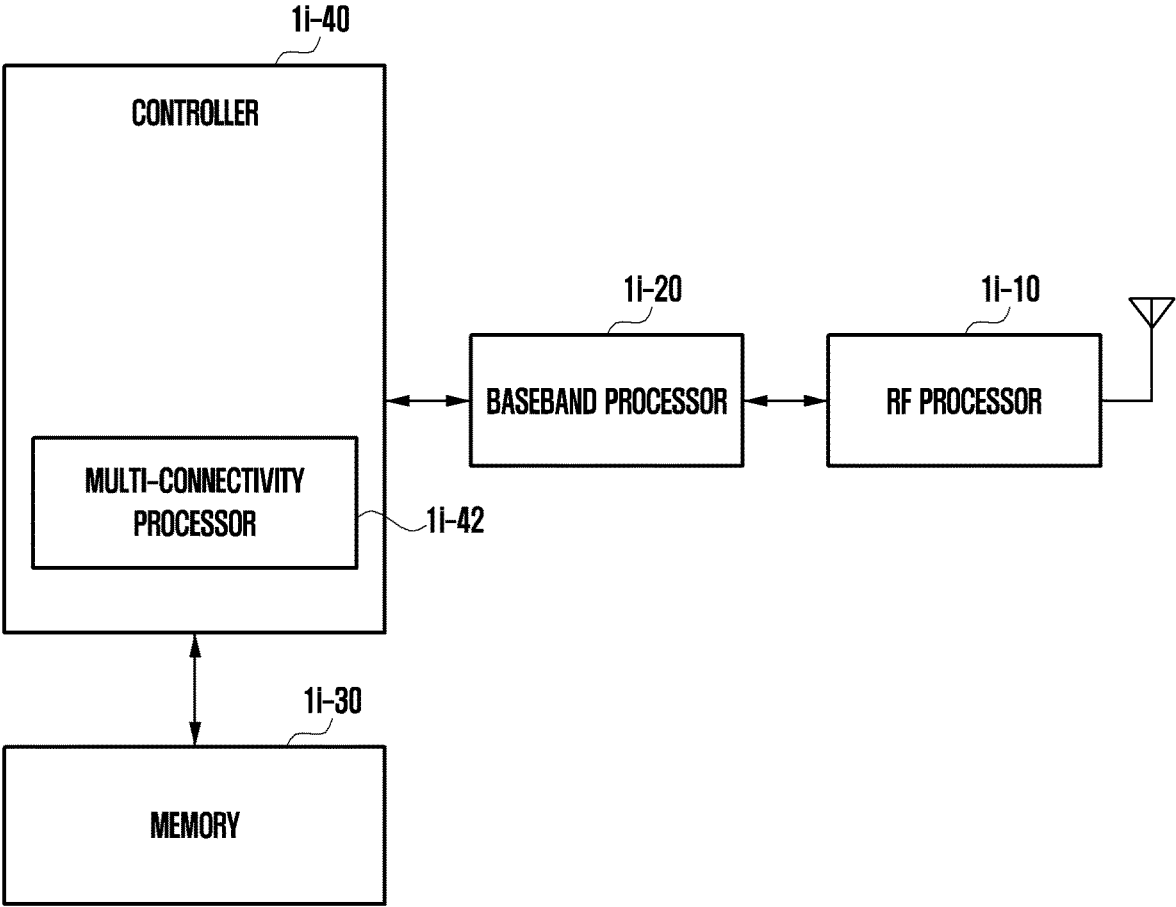 1i-40
CONTROLLER
1i-20
1i-10
BASEBAND PROCESSOR
RF PROCESSOR
MULTI-CONNECTIVITY
PROCESSOR
1i-42
1i-30
MEMORY